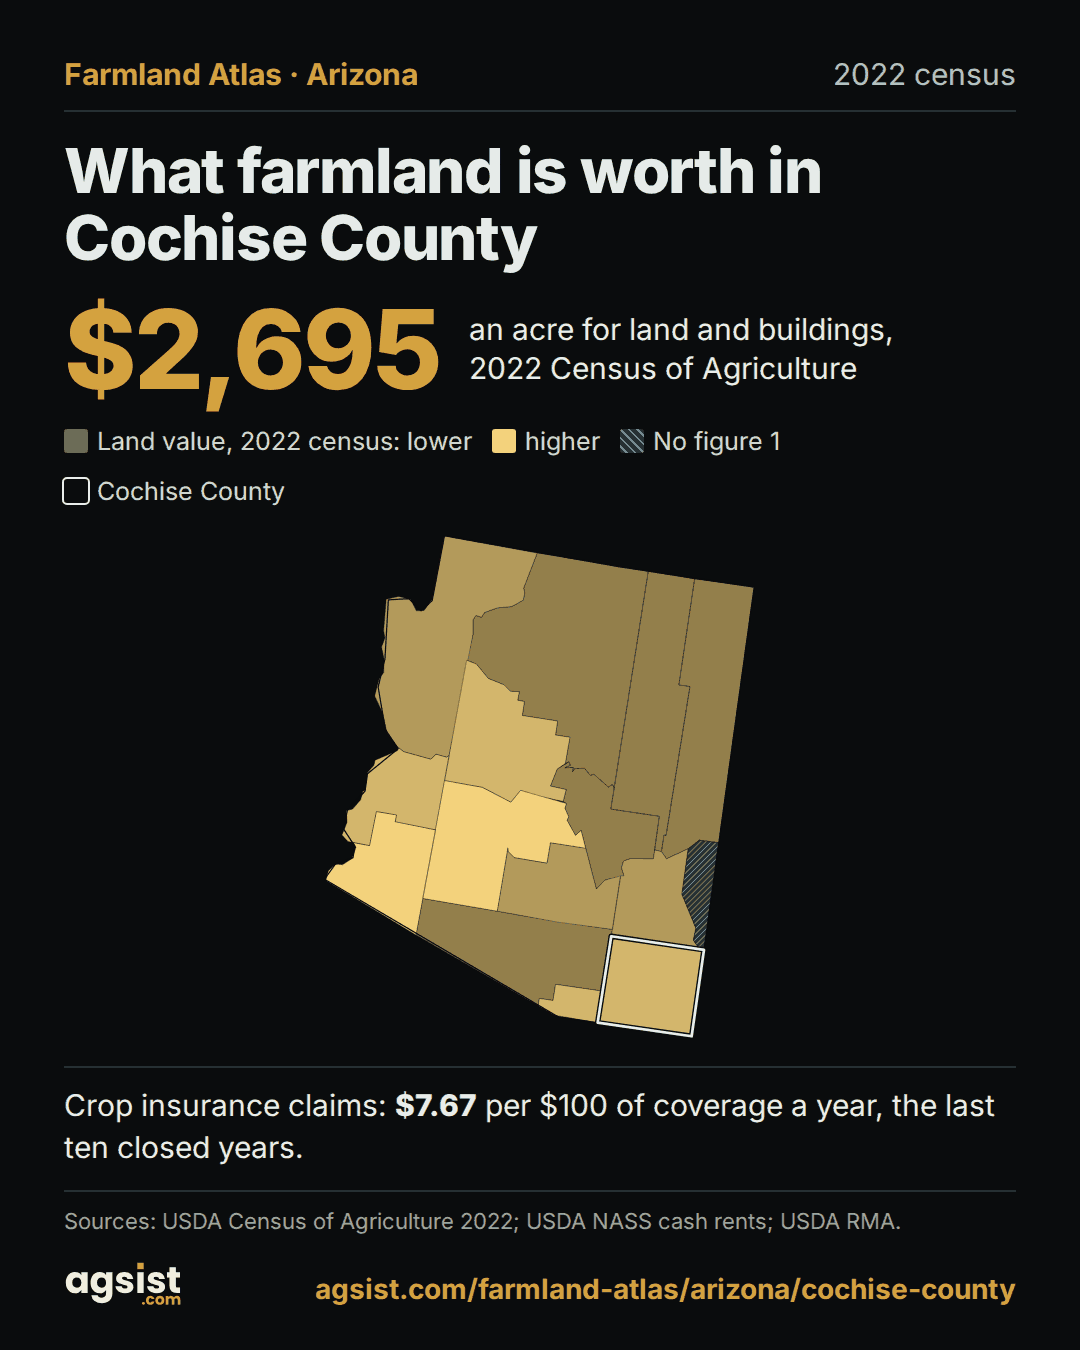 Farmland Atlas · Arizona
2022 census
What farmland is worth in
Cochise County
$2,695
an acre for land and buildings,
2022 Census of Agriculture
Land value, 2022 census: lower
higher
No figure 1
Cochise County
Crop insurance claims: $7.67 per $100 of coverage a year, the last
ten closed years.
Sources: USDA Census of Agriculture 2022; USDA NASS cash rents; USDA RMA.
agsist
.com
agsist.com/farmland-atlas/arizona/cochise-county